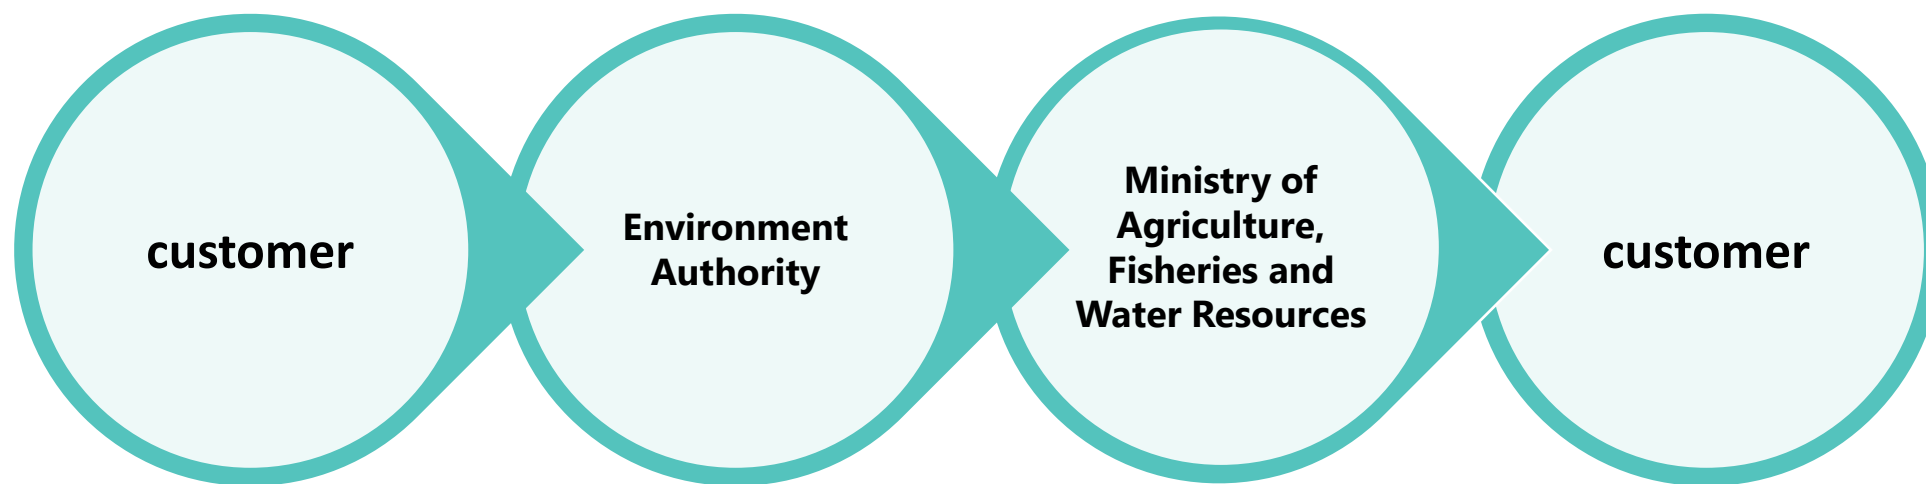 customer
Environment
Authority
Ministry of
Agriculture,
Fisheries and
Water Resources
customer